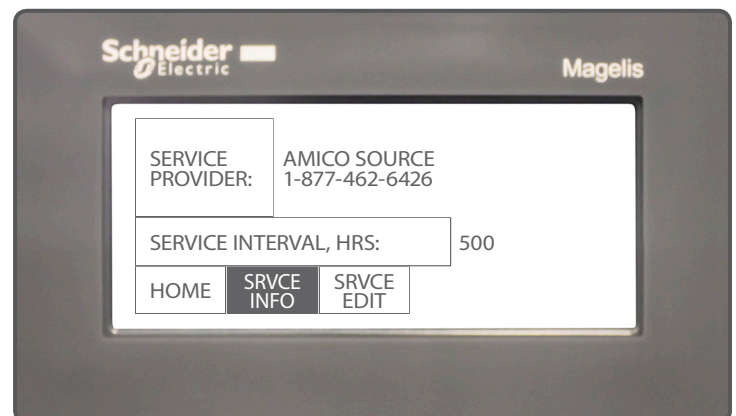 Schneider
Electric
Magelis
SERVICE
PROVIDER:
AMICO SOURCE
1-877-462-6426
SERVICE INTERVAL, HRS:
500
HOME
SRVCE
INFO
SRVCE
EDIT